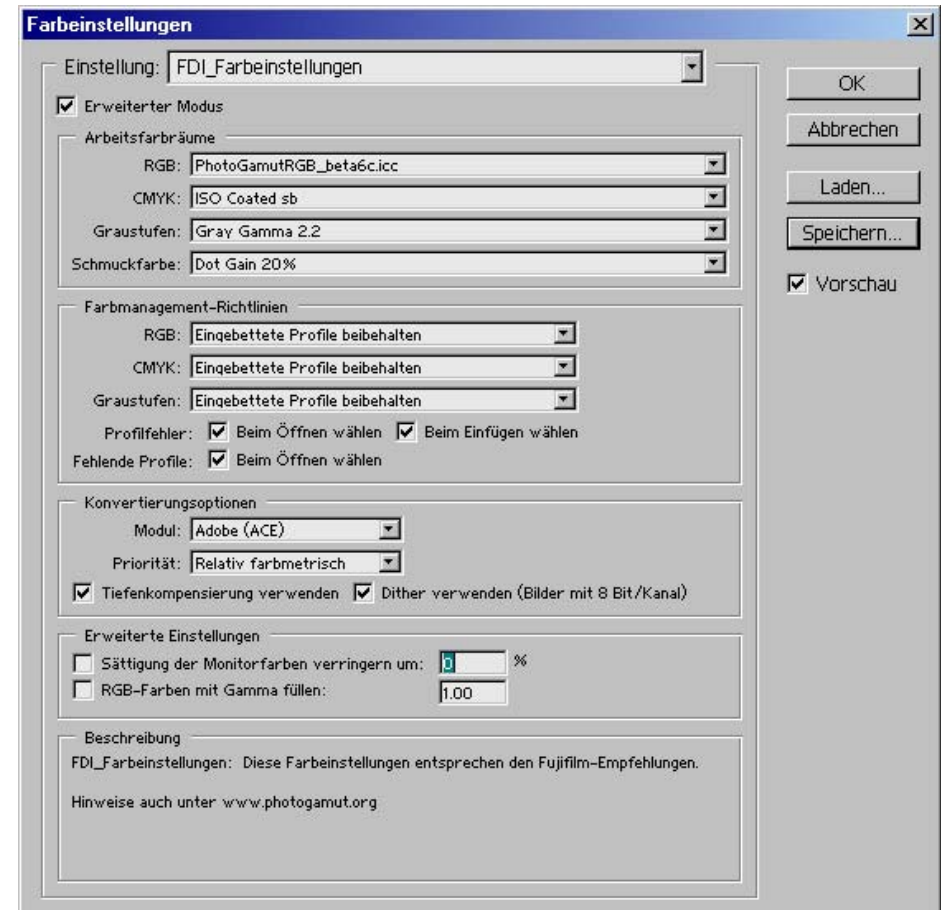 Farbeinstellungen
Einstellung: FDI_Farbeinstellungen
OK
Erweiterter Modus
Abbrechen
Arbeitsfarbräume
RGB: PhotoGamutRGB_beta6c.icc
Laden...
CMYK: ISO Coated sb
Graustufen: Gray Gamma 2.2
Speichern...
Schmuckfarbe: Dot Gain 20%
Vorschau
Farbmanagement-Richtlinien
RGB: Eingebettete Profile beibehalten
CMYK: Eingebettete Profile beibehalten
Graustufen: Eingebettete Profile beibehalten
Profilfehler: Beim Öffnen wählen Beim Einfügen wählen
Fehlende Profile: Beim Öffnen wählen
Konvertierungsoptionen
Modul: Adobe (ACE)
Priorität: Relativ farbmetrisch
Tiefenkompensierung verwenden Dither verwenden (Bilder mit 8 Bit/Kanal)
Erweiterte Einstellungen
Sättigung der Monitorfarben verringern um: 0 %
RGB-Farben mit Gamma füllen: 1.00
Beschreibung
FDI_Farbeinstellungen: Diese Farbeinstellungen entsprechen den Fujifilm-Empfehlungen.
Hinweise auch unter www.photogamut.org